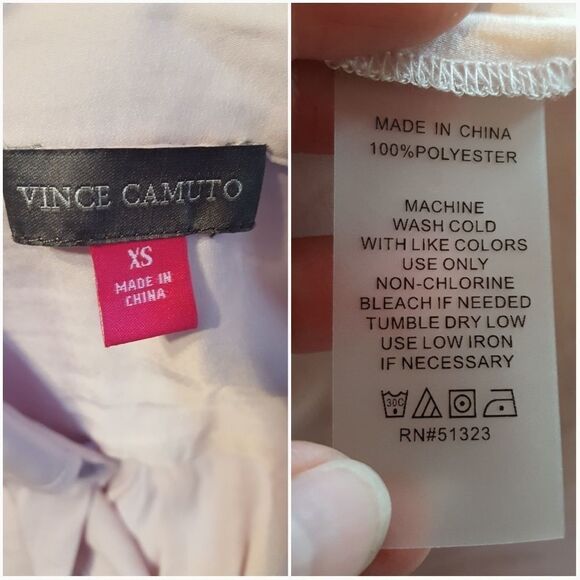 VINCE CAMUTO
XS
MADE IN
CHINA
MADE IN CHINA
100%POLYESTER
MACHINE
WASH COLD
WITH LIKE COLORS
USE ONLY
NON-CHLORINE
BLEACH IF NEEDED
TUMBLE DRY LOW
USE LOW IRON
IF NECESSARY
30C
RN#51323